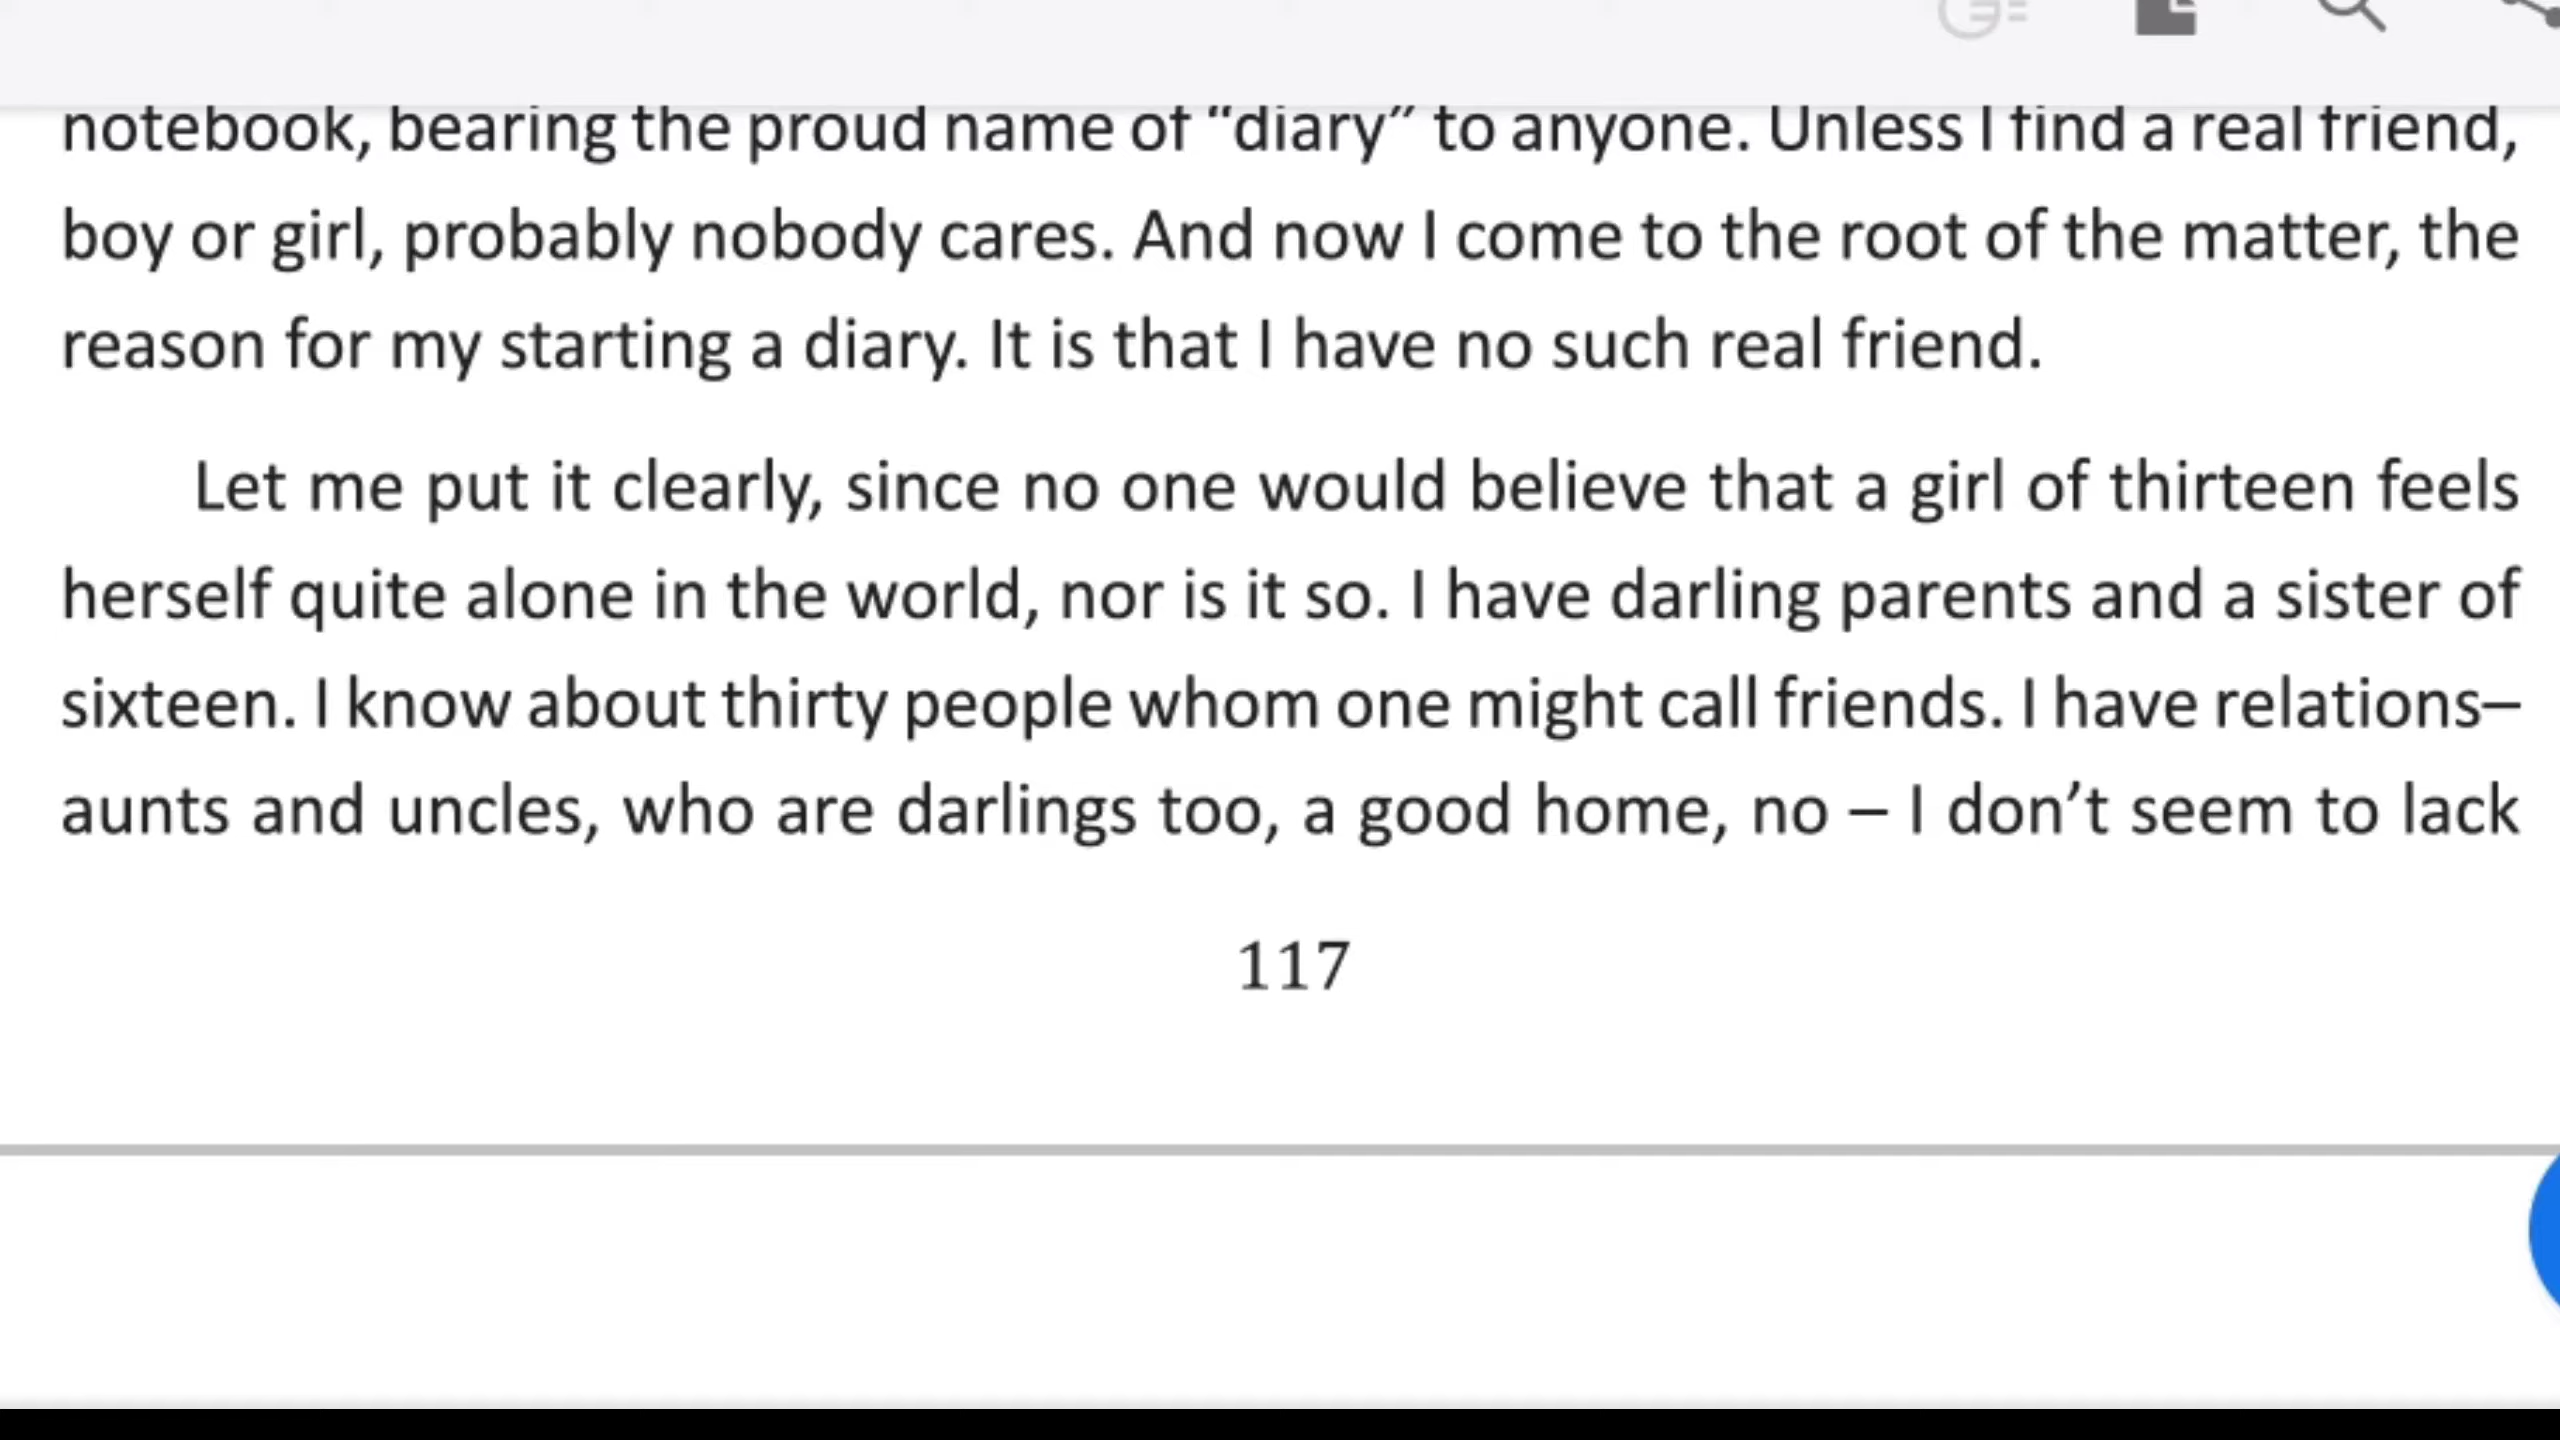 notebook, bearing the proud name of “diary” to anyone. Unless I find a real friend,
boy or girl, probably nobody cares. And now I come to the root of the matter, the
reason for my starting a diary. It is that I have no such real friend.
Let me put it clearly, since no one would believe that a girl of thirteen feels
herself quite alone in the world, nor is it so. I have darling parents and a sister of
sixteen. I know about thirty people whom one might call friends. I have relations–
aunts and uncles, who are darlings too, a good home, no – I don’t seem to lack
117